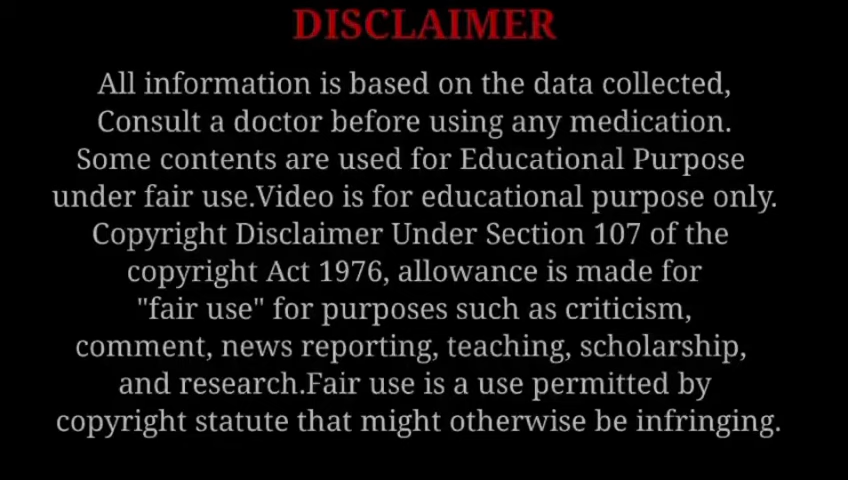 DISCLAIMER
All information is based on the data collected,
Consult a doctor before using any medication.
Some contents are used for Educational Purpose
under fair use.Video is for educational purpose only.
Copyright Disclaimer Under Section 107 of the
copyright Act 1976, allowance is made for
"fair use" for purposes such as criticism,
comment, news reporting, teaching, scholarship,
and research.Fair use is a use permitted by
copyright statute that might otherwise be infringing.